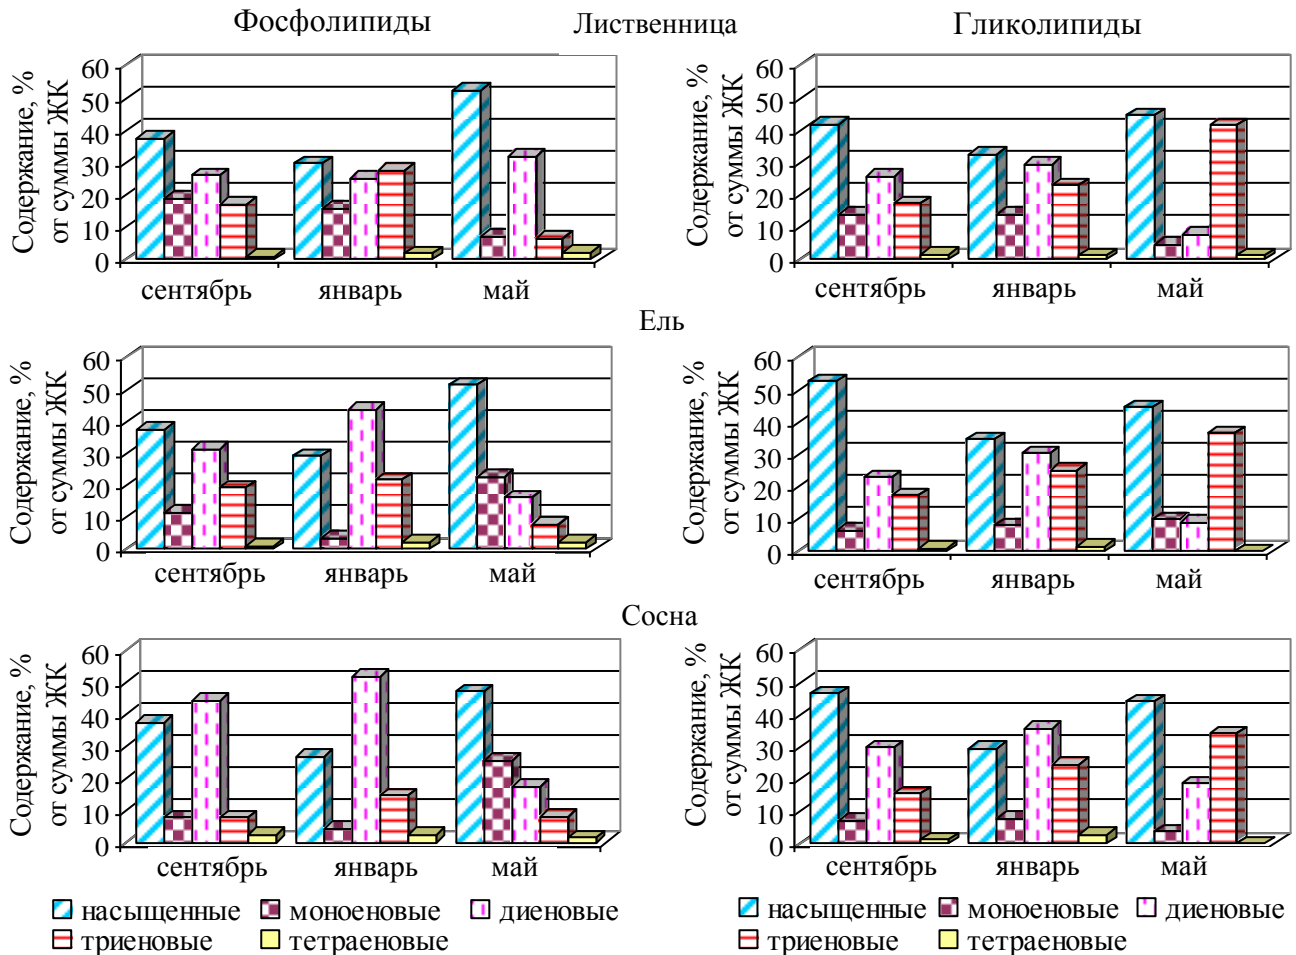 Фосфолипиды Лиственница Гликолипиды
Содержание, %
от суммы ЖК
60
50
40
30
20
10
0
сентябрь январь май
Содержание, %
от суммы ЖК
60
50
40
30
20
10
0
сентябрь январь май
Ель
Содержание, %
от суммы ЖК
60
50
40
30
20
10
0
сентябрь январь май
Содержание, %
от суммы ЖК
60
50
40
30
20
10
0
сентябрь январь май
Сосна
Содержание, %
от суммы ЖК
60
50
40
30
20
10
0
сентябрь январь май
Содержание, %
от суммы ЖК
60
50
40
30
20
10
0
сентябрь январь май
насыщенные моноеновые диеновые
триеновые тетраеновые
насыщенные моноеновые диеновые
триеновые тетраеновые